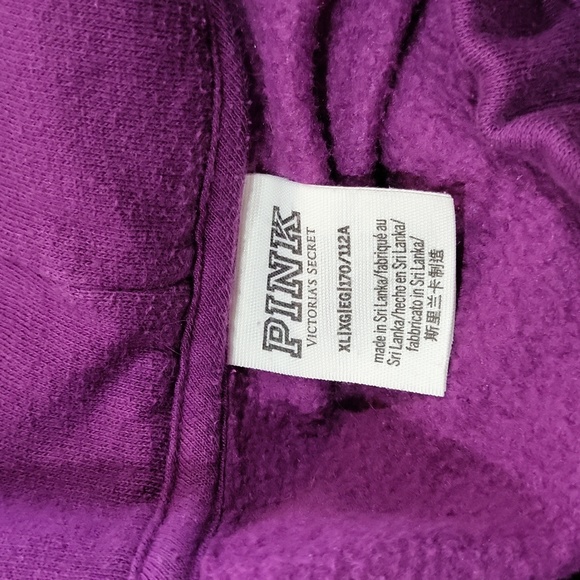 PINK
VICTORIA'S SECRET
XL|XG|EG|170/112A
made in Sri Lanka/fabriqué au
Sri Lanka/hecho en Sri Lanka/
fabbricato in Sri Lanka/
斯里兰卡制造